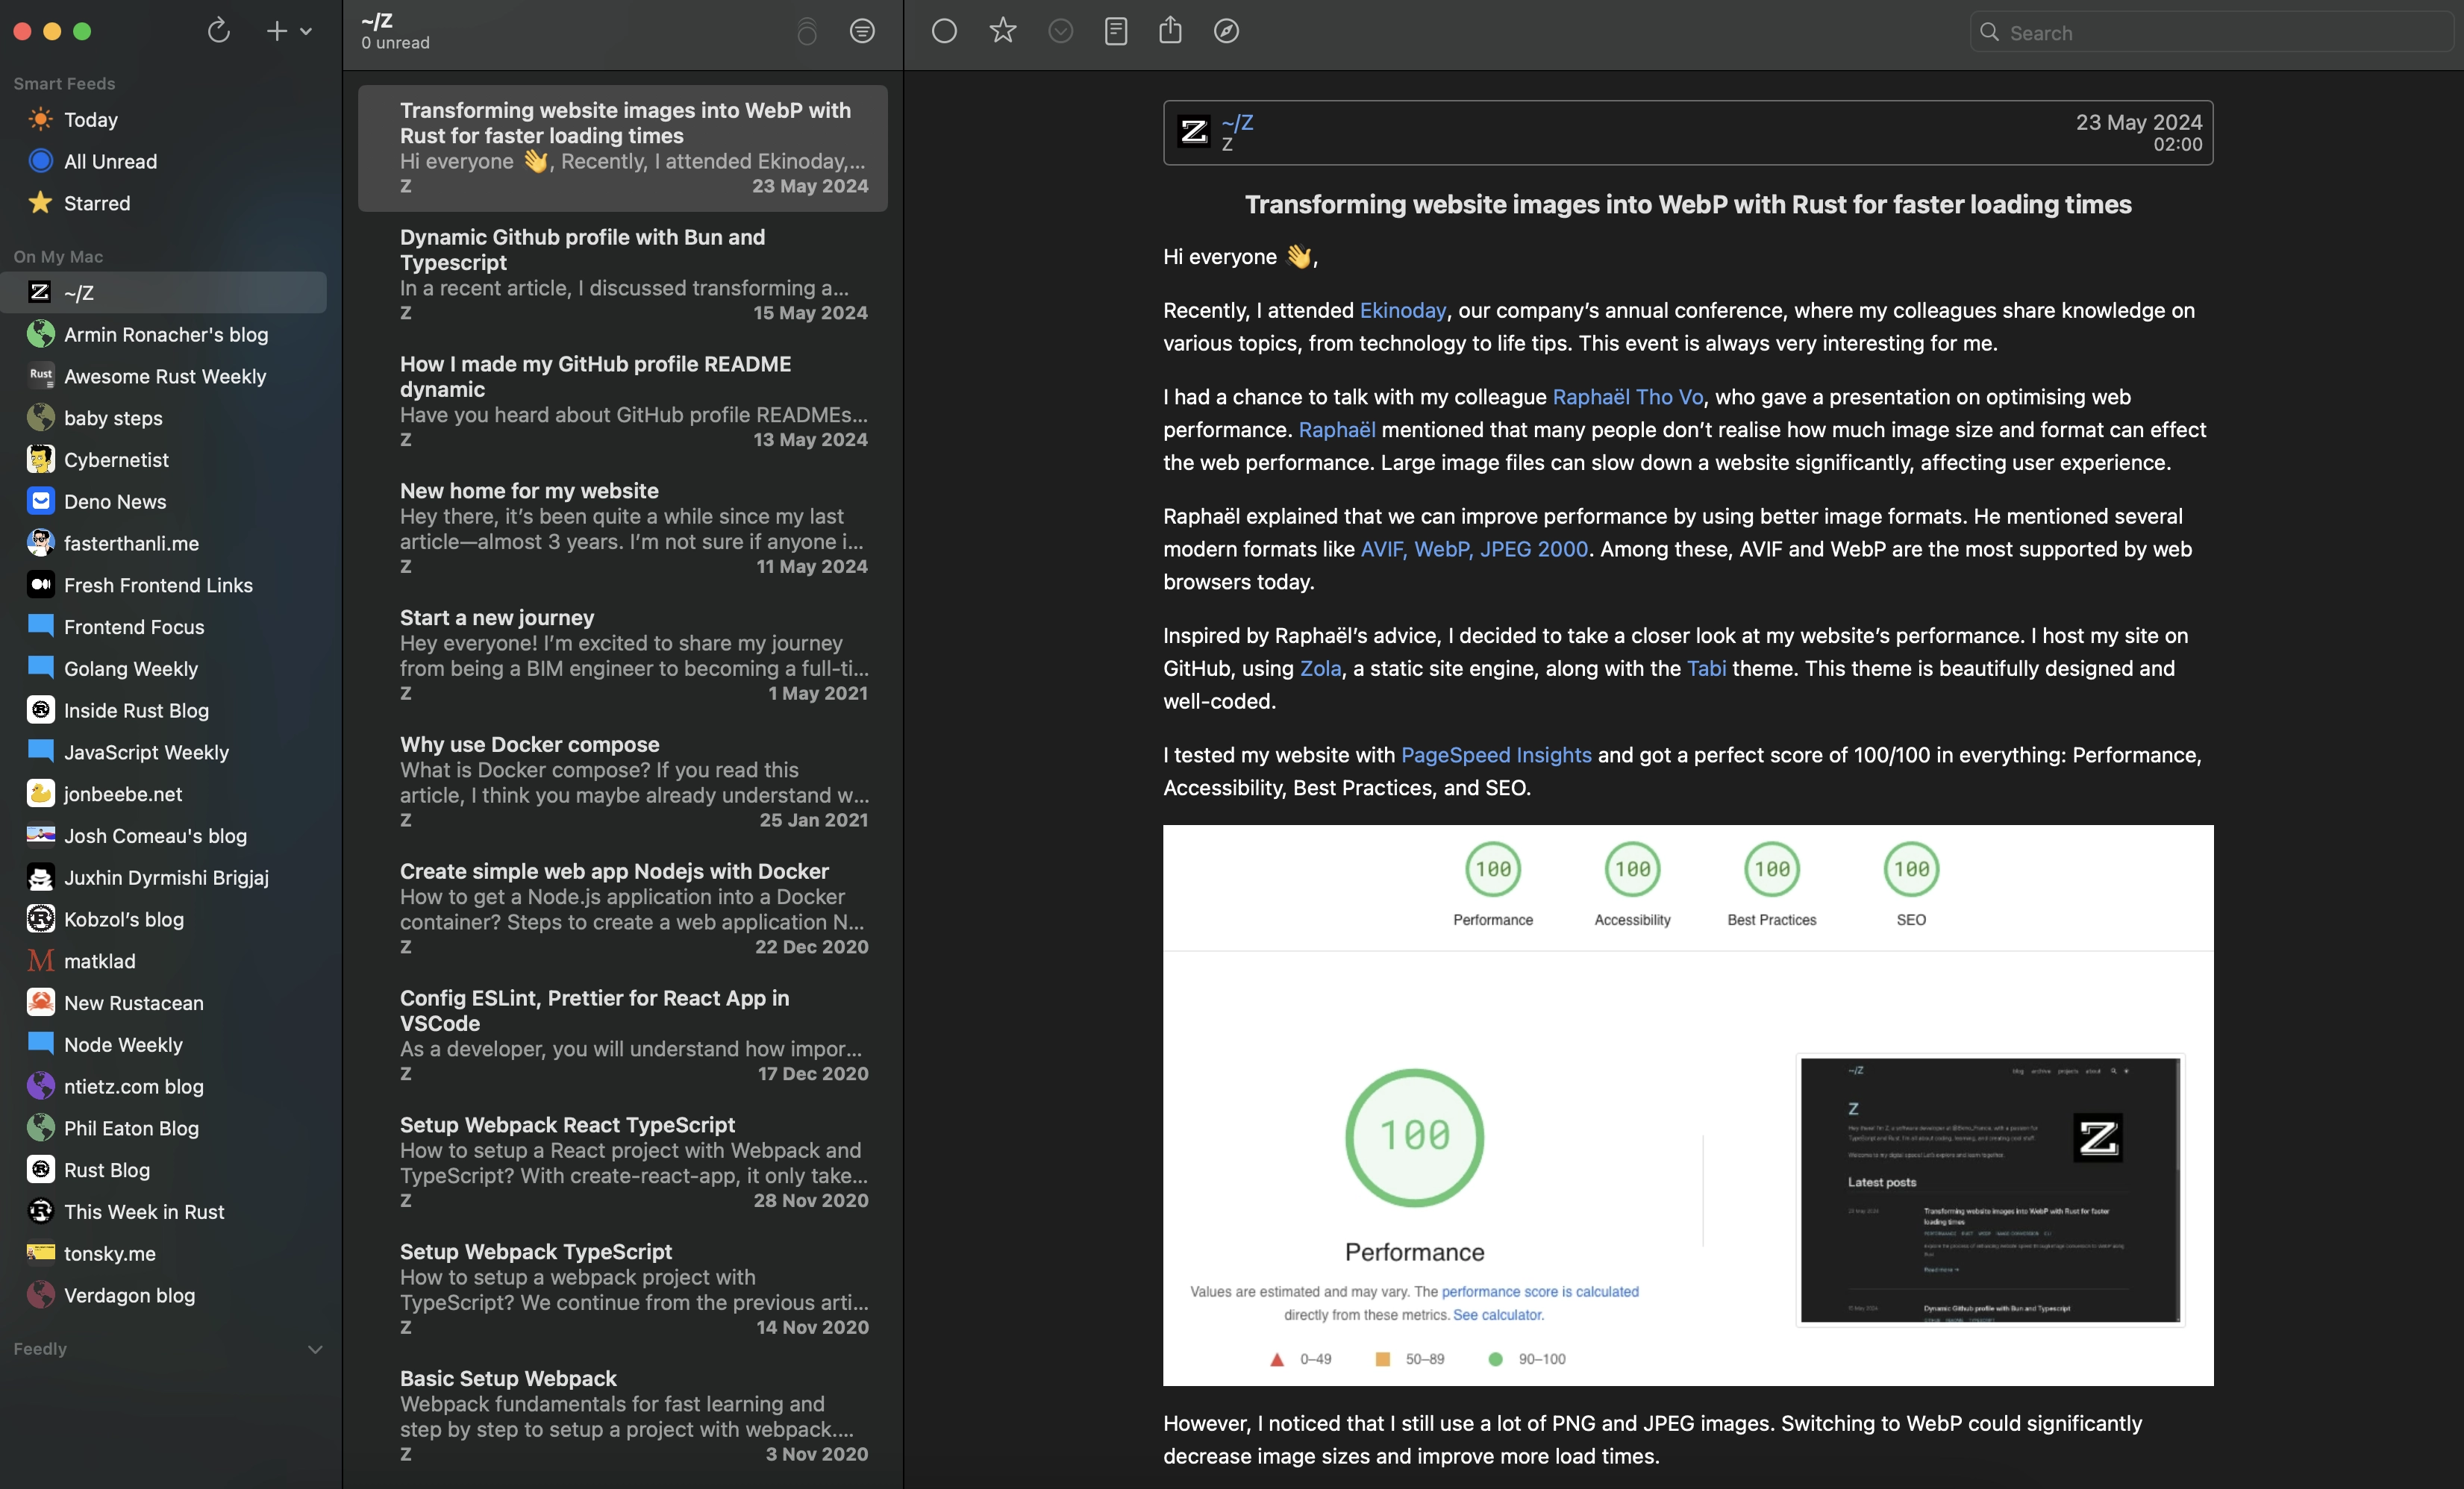 Smart Feeds
Today
All Unread
Starred
On My Mac
~/Z
Armin Ronacher's blog
Awesome Rust Weekly
baby steps
Cybernetist
Deno News
fasterthanli.me
Fresh Frontend Links
Frontend Focus
Golang Weekly
Inside Rust Blog
JavaScript Weekly
jonbeebe.net
Josh Comeau's blog
Juxhin Dyrmishi Brigjaj
Kobzol’s blog
matklad
New Rustacean
Node Weekly
ntietz.com blog
Phil Eaton Blog
Rust Blog
This Week in Rust
tonsky.me
Verdagon blog
Feedly
~/Z
0 unread
Transforming website images into WebP with
Rust for faster loading times
Hi everyone 👋, Recently, I attended Ekinoday,...
Z 23 May 2024
Dynamic Github profile with Bun and
Typescript
In a recent article, I discussed transforming a...
Z 15 May 2024
How I made my GitHub profile README
dynamic
Have you heard about GitHub profile READMEs...
Z 13 May 2024
New home for my website
Hey there, it’s been quite a while since my last
article—almost 3 years. I’m not sure if anyone i...
Z 11 May 2024
Start a new journey
Hey everyone! I’m excited to share my journey
from being a BIM engineer to becoming a full-ti...
Z 1 May 2021
Why use Docker compose
What is Docker compose? If you read this
article, I think you maybe already understand w...
Z 25 Jan 2021
Create simple web app Nodejs with Docker
How to get a Node.js application into a Docker
container? Steps to create a web application N...
Z 22 Dec 2020
Config ESLint, Prettier for React App in
VSCode
As a developer, you will understand how impor...
Z 17 Dec 2020
Setup Webpack React TypeScript
How to setup a React project with Webpack and
TypeScript? With create-react-app, it only take...
Z 28 Nov 2020
Setup Webpack TypeScript
How to setup a webpack project with
TypeScript? We continue from the previous arti...
Z 14 Nov 2020
Basic Setup Webpack
Webpack fundamentals for fast learning and
step by step to setup a project with webpack....
Z 3 Nov 2020
Search
Z ~/Z 23 May 2024
Z 02:00
Transforming website images into WebP with Rust for faster loading times
Hi everyone 👋,
Recently, I attended Ekinoday, our company’s annual conference, where my colleagues share knowledge on
various topics, from technology to life tips. This event is always very interesting for me.
I had a chance to talk with my colleague Raphaël Tho Vo, who gave a presentation on optimising web
performance. Raphaël mentioned that many people don’t realise how much image size and format can effect
the web performance. Large image files can slow down a website significantly, affecting user experience.
Raphaël explained that we can improve performance by using better image formats. He mentioned several
modern formats like AVIF, WebP, JPEG 2000. Among these, AVIF and WebP are the most supported by web
browsers today.
Inspired by Raphaël’s advice, I decided to take a closer look at my website’s performance. I host my site on
GitHub, using Zola, a static site engine, along with the Tabi theme. This theme is beautifully designed and
well-coded.
I tested my website with PageSpeed Insights and got a perfect score of 100/100 in everything: Performance,
Accessibility, Best Practices, and SEO.
100 100 100 100
Performance Accessibility Best Practices SEO
100
Performance
Values are estimated and may vary. The performance score is calculated
directly from these metrics. See calculator.
0–49 50–89 90–100
~/Z blog archive projects about
Z
Latest posts
Transforming website images into WebP with Rust for faster
loading times
Read more
Dynamic Github profile with Bun and Typescript
However, I noticed that I still use a lot of PNG and JPEG images. Switching to WebP could significantly
decrease image sizes and improve more load times.